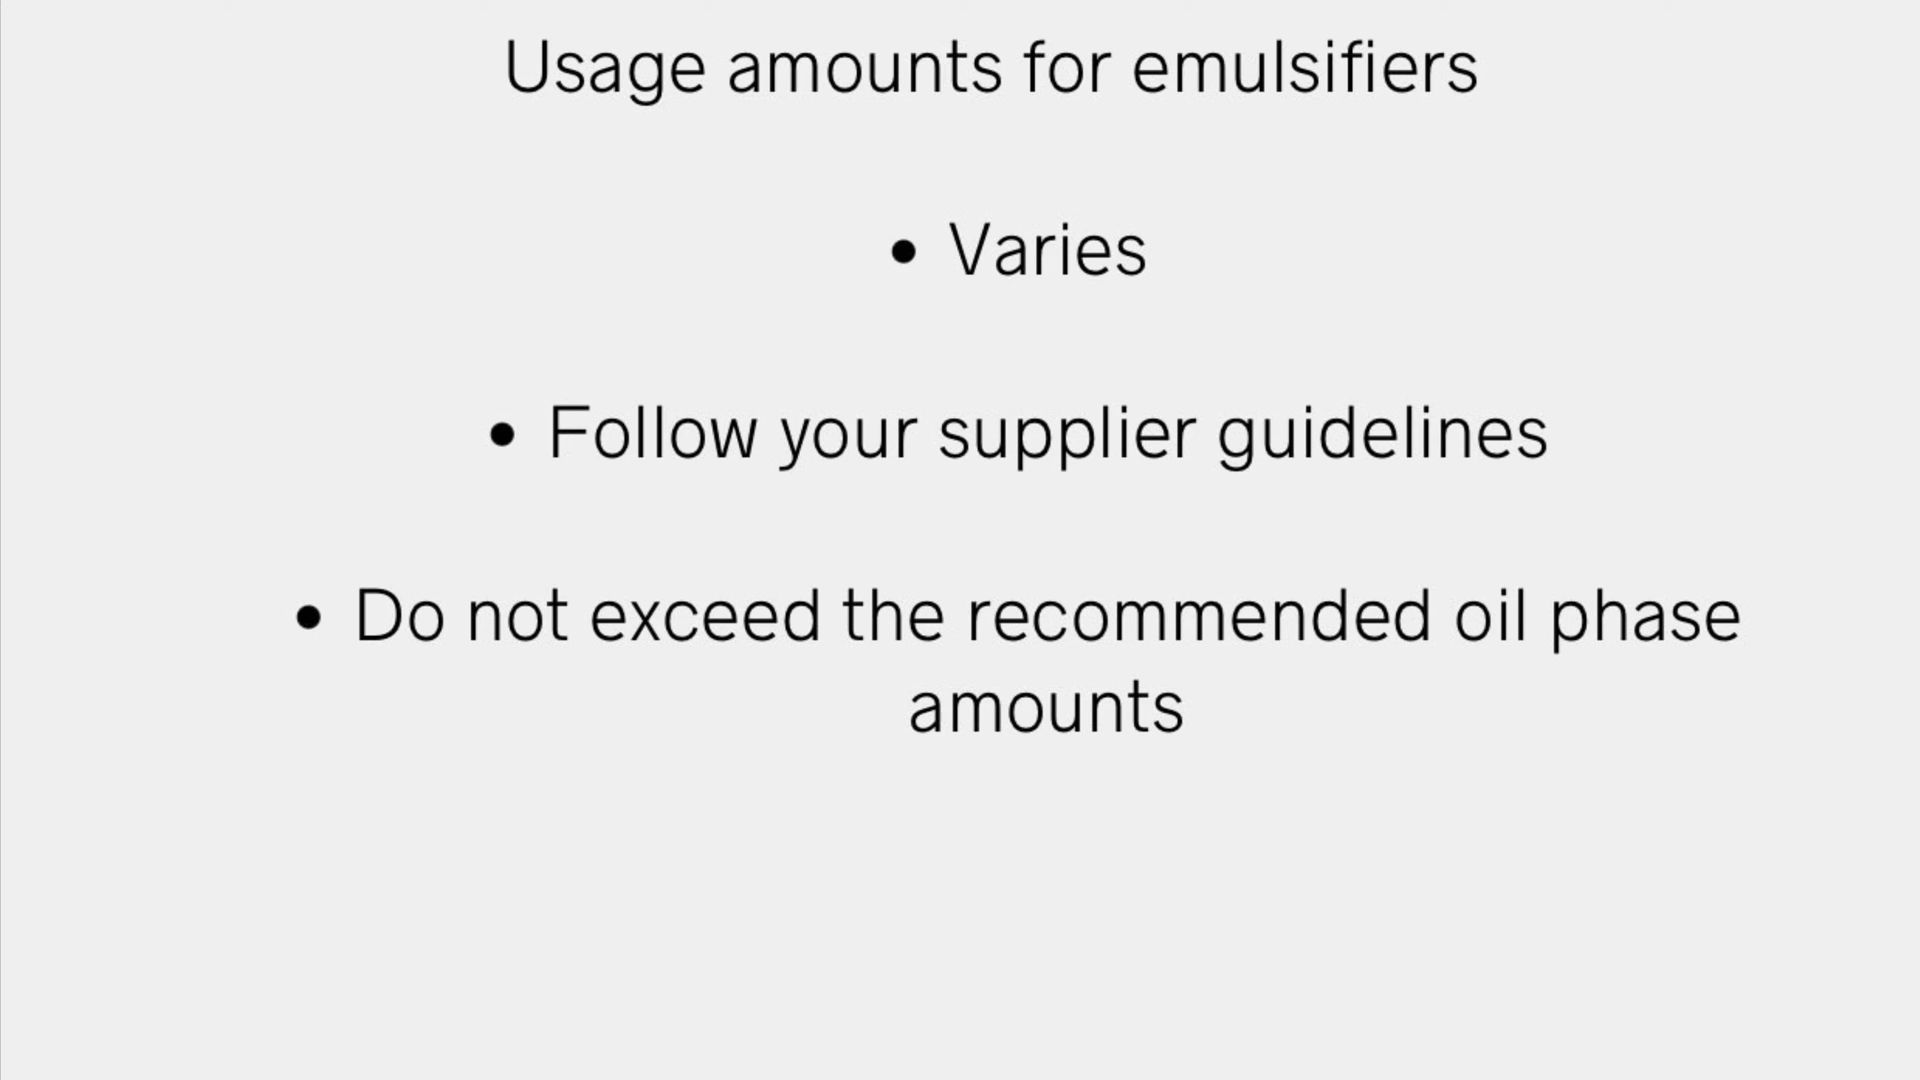 Usage amounts for emulsifiers
• Varies
• Follow your supplier guidelines
• Do not exceed the recommended oil phase
amounts